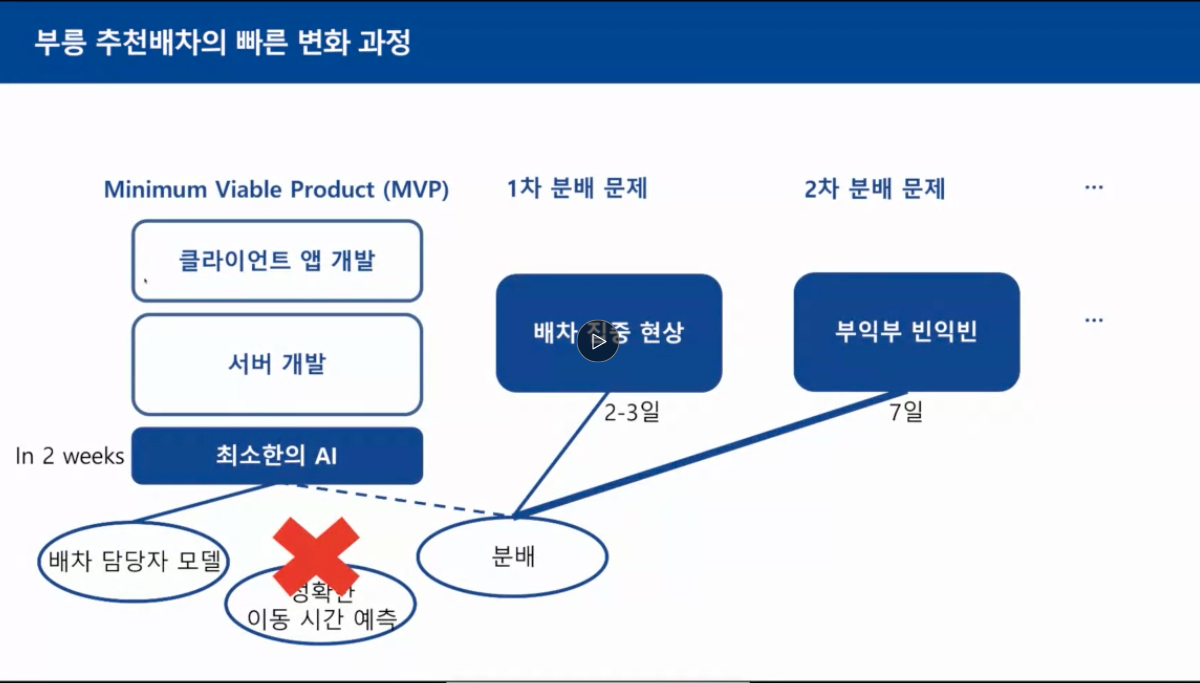 부릉 추천배차의 빠른 변화 과정
Minimum Viable Product (MVP)
1차 분배 문제
2차 분배 문제
...
클라이언트 앱 개발
서버 개발
In 2 weeks
최소한의 AI
배차 집중 현상
부익부 빈익빈
...
2-3일
7일
배차 담당자 모델
정확한
이동 시간 예측
분배